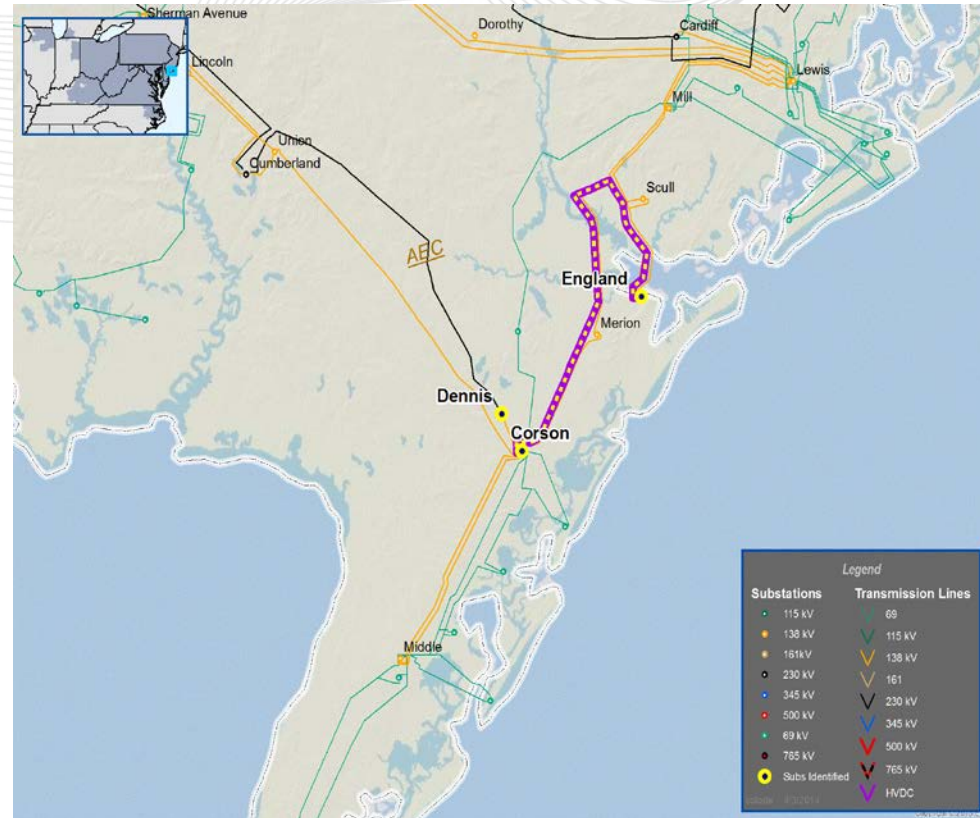 Sherman Avenue
Lincoln
Dorothy
Cardiff
Lewis
Mill
Union
Cumberland
Scull
AEC
England
Merion
Dennis
Corson
Middle
Legend
Substations
115 kV
138 kV
161kV
230 kV
345 kV
500 kV
69 kV
765 kV
Subs Identified
Transmission Lines
69
115 kV
138 kV
161
230 kV
345 kV
500 kV
765 kV
HVDC